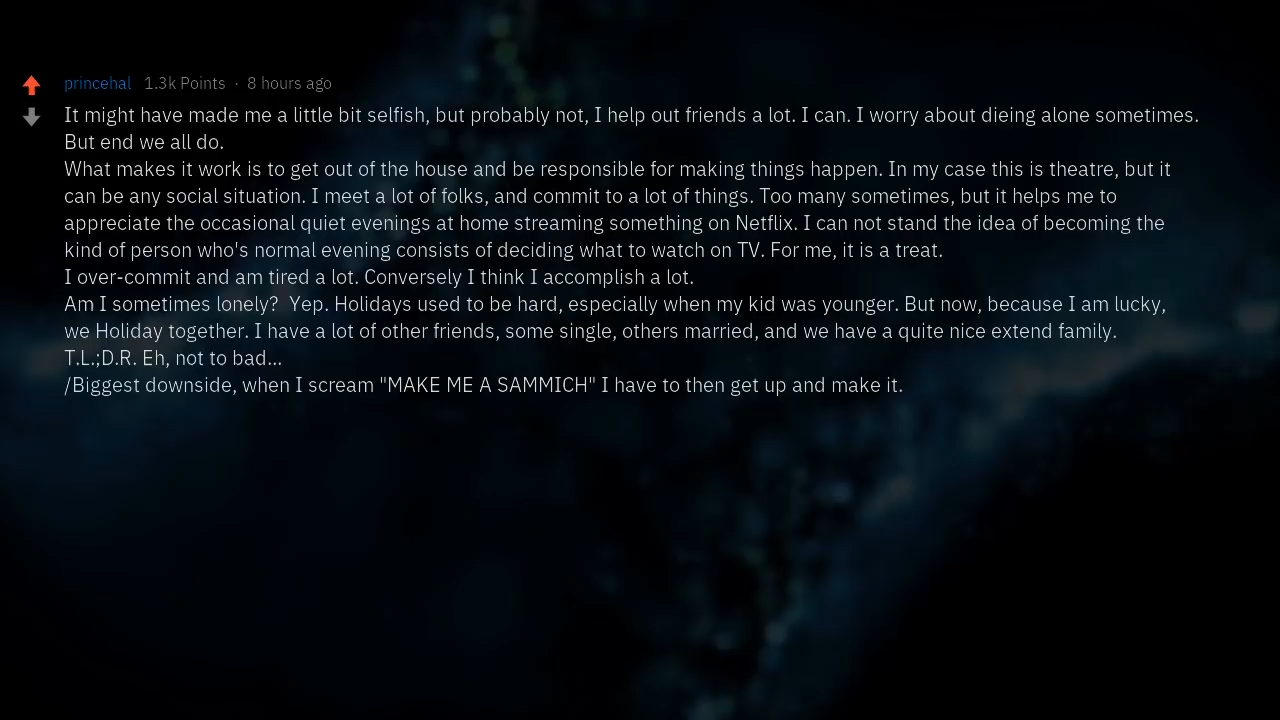 princehal 1.3k Points · 8 hours ago
It might have made me a little bit selfish, but probably not, I help out friends a lot. I can. I worry about dieing alone sometimes.
But end we all do.
What makes it work is to get out of the house and be responsible for making things happen. In my case this is theatre, but it
can be any social situation. I meet a lot of folks, and commit to a lot of things. Too many sometimes, but it helps me to
appreciate the occasional quiet evenings at home streaming something on Netflix. I can not stand the idea of becoming the
kind of person who's normal evening consists of deciding what to watch on TV. For me, it is a treat.
I over-commit and am tired a lot. Conversely I think I accomplish a lot.
Am I sometimes lonely?  Yep. Holidays used to be hard, especially when my kid was younger. But now, because I am lucky,
we Holiday together. I have a lot of other friends, some single, others married, and we have a quite nice extend family.
T.L.;D.R. Eh, not to bad...
/Biggest downside, when I scream "MAKE ME A SAMMICH" I have to then get up and make it.